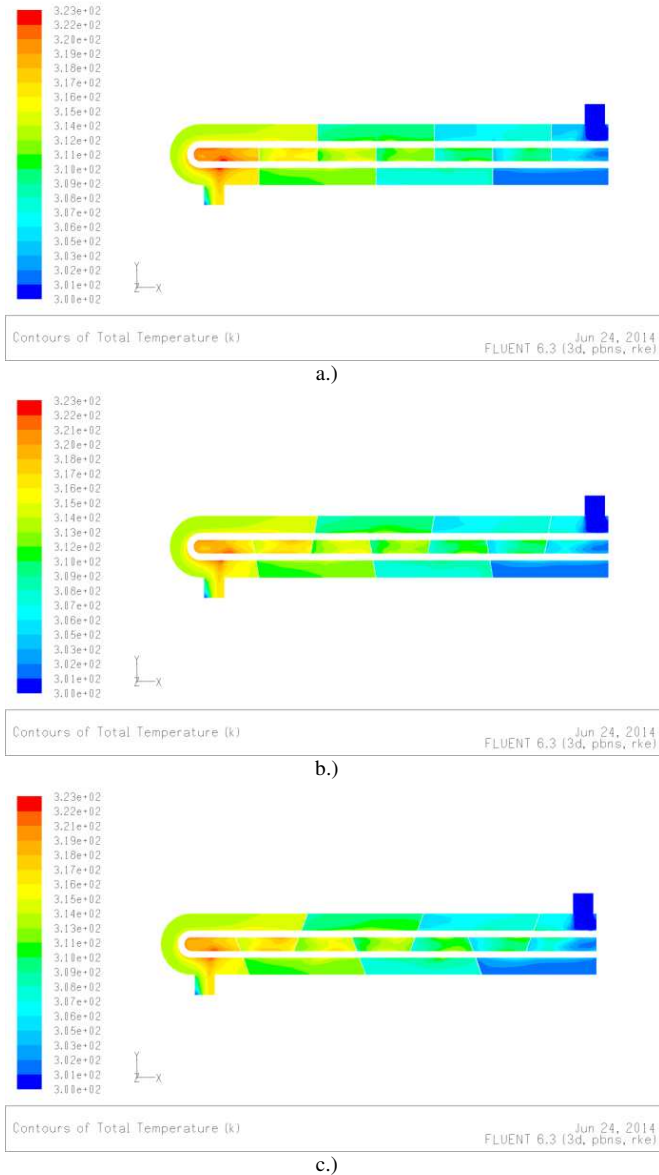 3.23e+02
3.22e+02
3.20e+02
3.19e+02
3.18e+02
3.17e+02
3.16e+02
3.15e+02
3.14e+02
3.12e+02
3.11e+02
3.10e+02
3.09e+02
3.08e+02
3.07e+02
3.05e+02
3.04e+02
3.03e+02
3.02e+02
3.01e+02
3.00e+02
Y
Z X
Contours of Total Temperature (k)
Jun 24, 2014
FLUENT 6.3 (3d, pbns, rke)
a.)
3.23e+02
3.22e+02
3.20e+02
3.19e+02
3.18e+02
3.17e+02
3.16e+02
3.15e+02
3.14e+02
3.13e+02
3.12e+02
3.10e+02
3.09e+02
3.08e+02
3.07e+02
3.05e+02
3.04e+02
3.03e+02
3.02e+02
3.01e+02
3.00e+02
Y
Z X
Contours of Total Temperature (k)
Jun 24, 2014
FLUENT 6.3 (3d, pbns, rke)
b.)
3.23e+02
3.22e+02
3.21e+02
3.19e+02
3.18e+02
3.17e+02
3.16e+02
3.15e+02
3.14e+02
3.13e+02
3.11e+02
3.10e+02
3.09e+02
3.08e+02
3.07e+02
3.06e+02
3.05e+02
3.03e+02
3.02e+02
3.01e+02
3.00e+02
Y
Z X
Contours of Total Temperature (k)
Jun 24, 2014
FLUENT 6.3 (3d, pbns, rke)
c.)